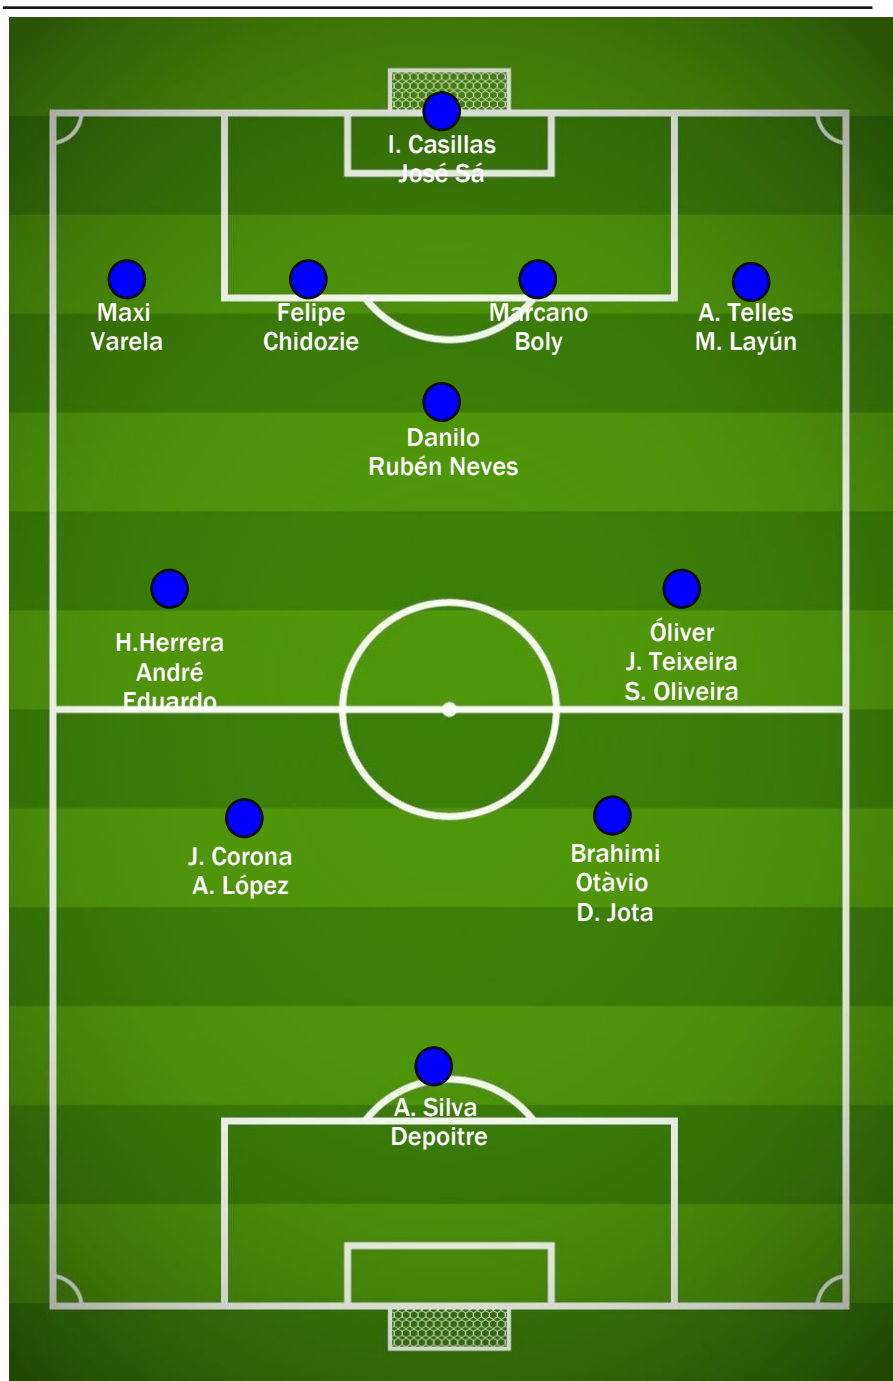 I. Casillas
José Sá
Maxi
Varela
Felipe
Chidozie
Marcano
Boly
A. Telles
M. Layún
Danilo
Rubén Neves
H.Herrera
André
Eduardo
Óliver
J. Teixeira
S. Oliveira
J. Corona
A. López
Brahimi
Otàvio
D. Jota
A. Silva
Depoitre